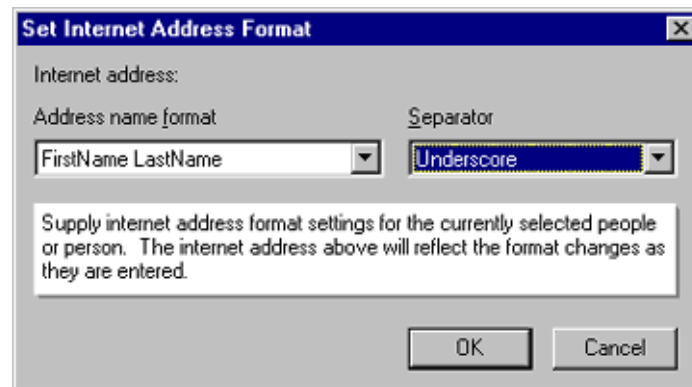 Set Internet Address Format
Internet address:
Address name format
Separator
FirstName LastName
Underscore
Supply internet address format settings for the currently selected people
or person. The internet address above will reflect the format changes as
they are entered.
OK
Cancel